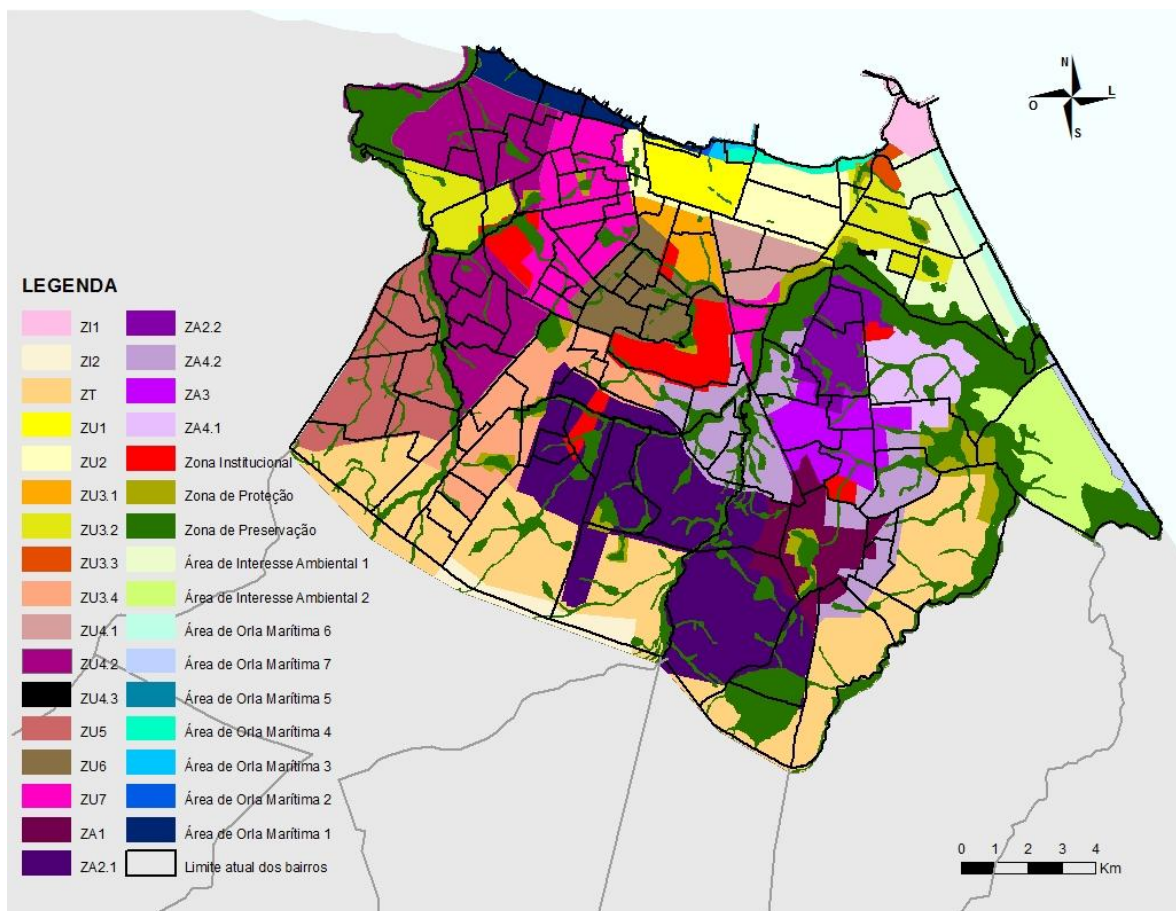 N
O
L
S
LEGENDA
ZI1
ZI2
ZT
ZU1
ZU2
ZU3.1
ZU3.2
ZU3.3
ZU3.4
ZU4.1
ZU4.2
ZU4.3
ZU5
ZU6
ZU7
ZA1
ZA2.1
ZA2.2
ZA4.2
ZA3
ZA4.1
Zona Institucional
Zona de Proteção
Zona de Preservação
Área de Interesse Ambiental 1
Área de Interesse Ambiental 2
Área de Orla Marítima 6
Área de Orla Marítima 7
Área de Orla Marítima 5
Área de Orla Marítima 4
Área de Orla Marítima 3
Área de Orla Marítima 2
Área de Orla Marítima 1
Limite atual dos bairros
0 1 2 3 4
Km